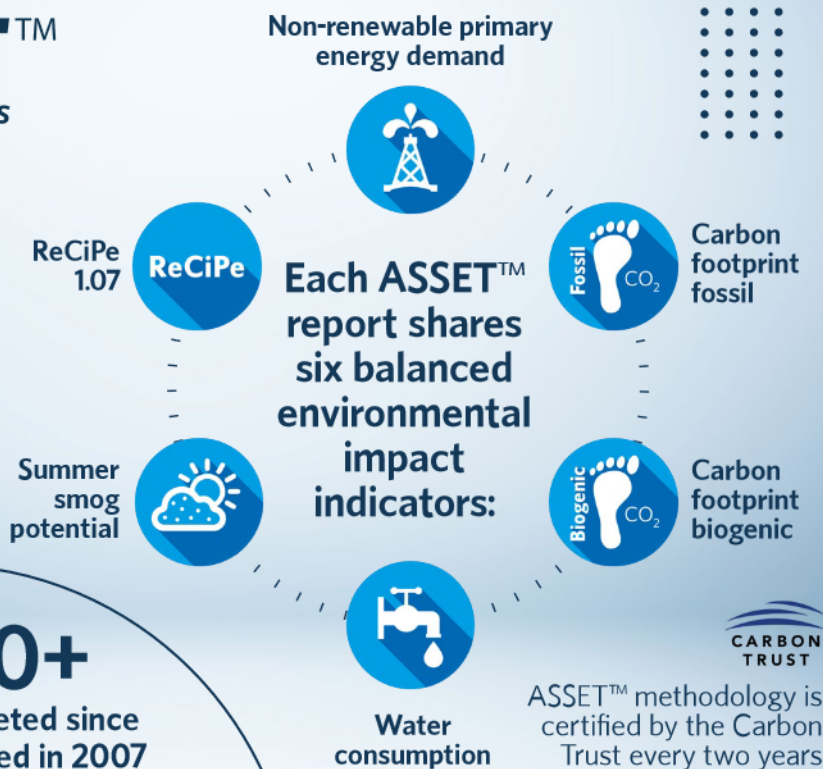 TM
Non-renewable primary
energy demand
ReCiPe
1.07
ReCiPe
Fossil
CO₂
Carbon
footprint
fossil
Each ASSET™
report shares
six balanced
environmental
impact
indicators:
Summer
smog
potential
Biogenic
CO₂
Carbon
footprint
biogenic
Water
consumption
0+
since
in 2007
CARBON
TRUST
ASSET™ methodology is
certified by the Carbon
Trust every two years